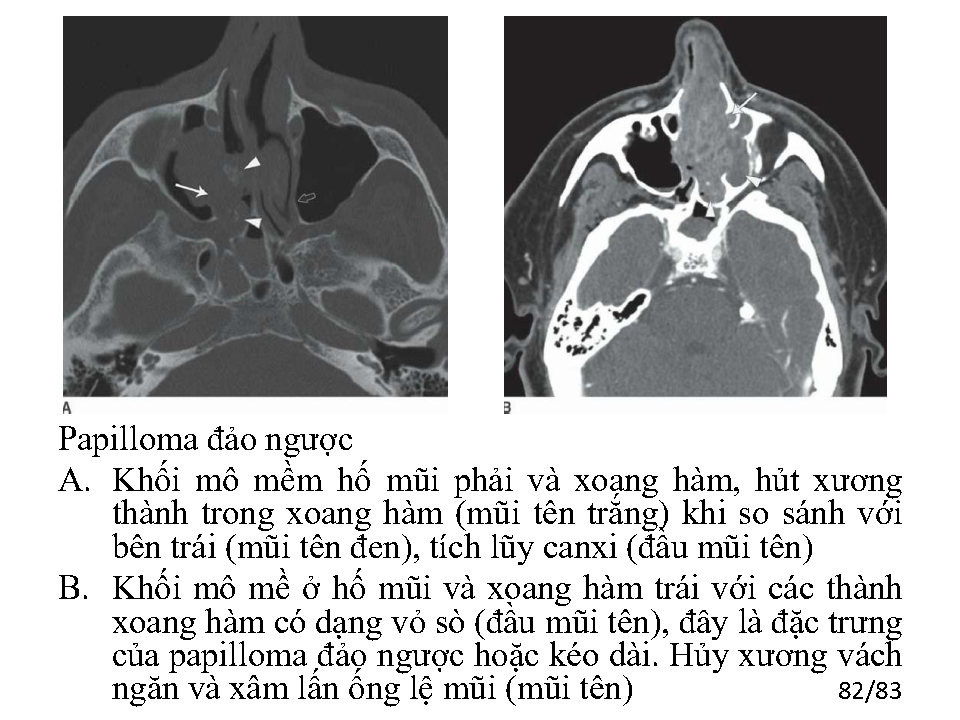 A
B
Papilloma đảo ngược
A. Khối mô mềm hố mũi phải và xoang hàm, hủt xương
thành trong xoang hàm (mũi tên trắng) khi so sánh với
bên trái (mũi tên đen), tích lũy canxi (đầu mũi tên)
B. Khối mô mề ở hố mũi và xoang hàm trái với các thành
xoang hàm có dạng vỏ sò (đầu mũi tên), đây là đặc trưng
của papilloma đảo ngược hoặc kéo dài. Hủy xương vách
ngăn và xâm lấn ống lệ mũi (mũi tên)
82/83